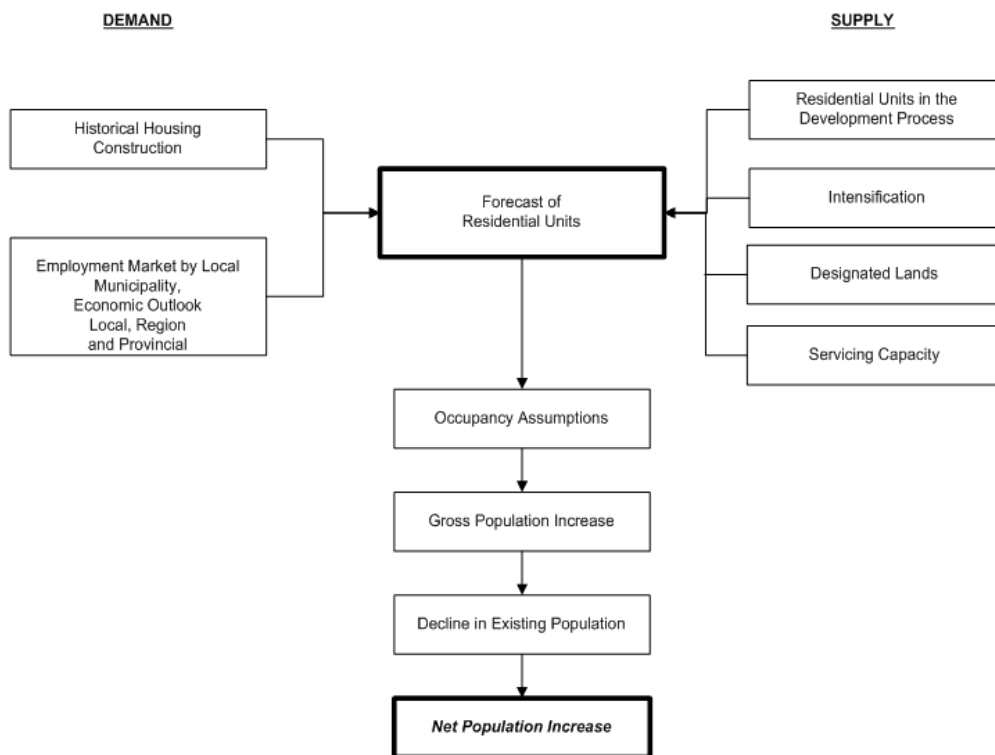 DEMAND
SUPPLY
Historical Housing
Construction
Employment Market by Local
Municipality,
Economic Outlook
Local, Region
and Provincial
Forecast of
Residential Units
Residential Units in the
Development Process
Intensification
Designated Lands
Servicing Capacity
Occupancy Assumptions
Gross Population Increase
Decline in Existing Population
Net Population Increase